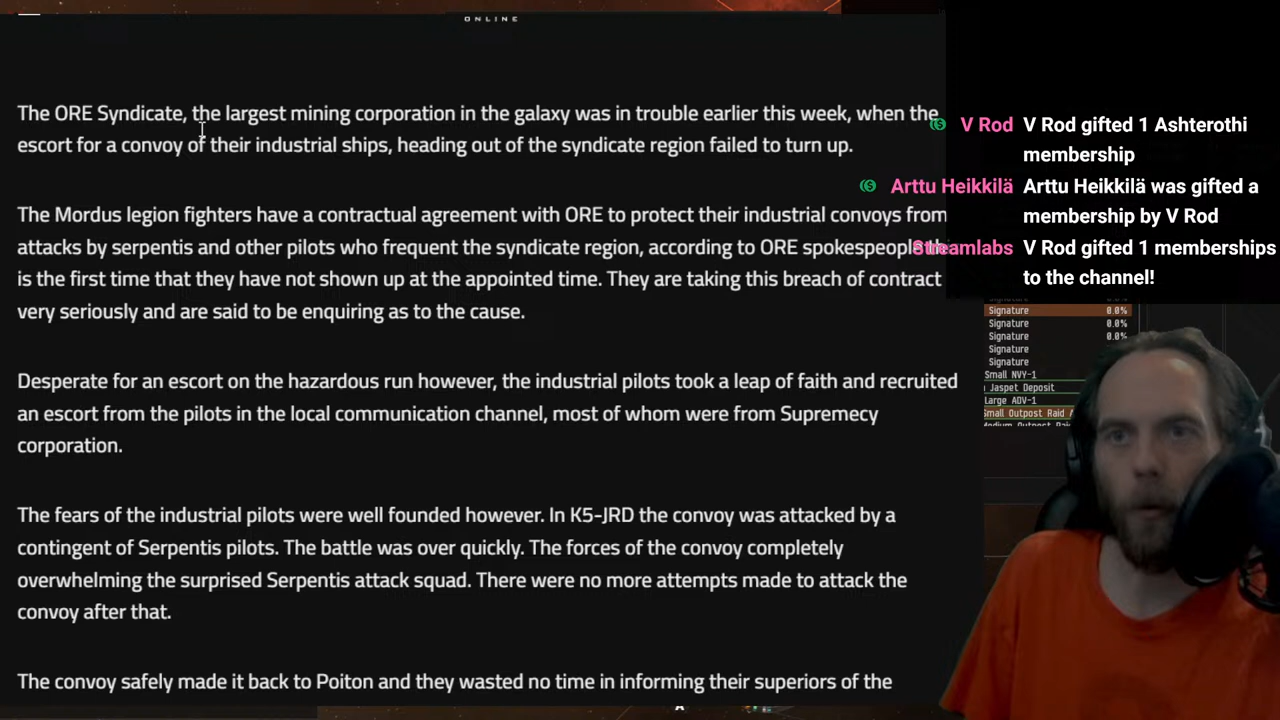 ONLINE
The ORE Syndicate, the largest mining corporation in the galaxy was in trouble earlier this week, when the
escort for a convoy of their industrial ships, heading out of the syndicate region failed to turn up.
The Mordus legion fighters have a contractual agreement with ORE to protect their industrial convoys from
attacks by serpentis and other pilots who frequent the syndicate region, according to ORE spokespeople
is the first time that they have not shown up at the appointed time. They are taking this breach of contract
very seriously and are said to be enquiring as to the cause.
Desperate for an escort on the hazardous run however, the industrial pilots took a leap of faith and recruited
an escort from the pilots in the local communication channel, most of whom were from Supremecy
corporation.
The fears of the industrial pilots were well founded however. In K5-JRD the convoy was attacked by a
contingent of Serpentis pilots. The battle was over quickly. The forces of the convoy completely
overwhelming the surprised Serpentis attack squad. There were no more attempts made to attack the
convoy after that.
The convoy safely made it back to Poiton and they wasted no time in informing their superiors of the
V Rod V Rod gifted 1 Ashterothi
membership
Arttu Heikkilä Arttu Heikkilä was gifted a
membership by V Rod
Streamlabs V Rod gifted 1 memberships
to the channel!
Signature 0.0%
Signature 0.0%
Signature 0.0%
Signature
Signature
Small NVY-1
Jaspet Deposit
Large ADV-1
Small Outpost Raid
Medium Outpost